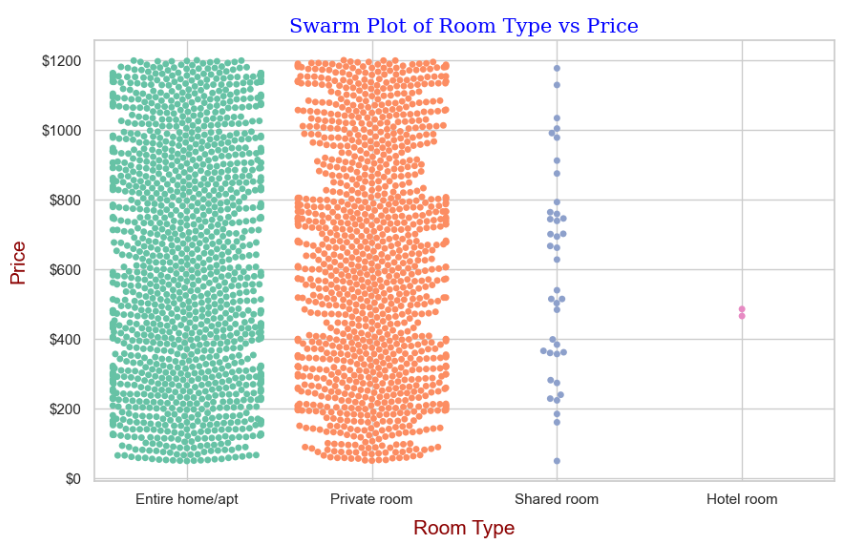 Swarm Plot of Room Type vs Price
$1200
$1000
$800
$600
$400
$200
$0
Price
Entire home/apt
Private room
Shared room
Hotel room
Room Type